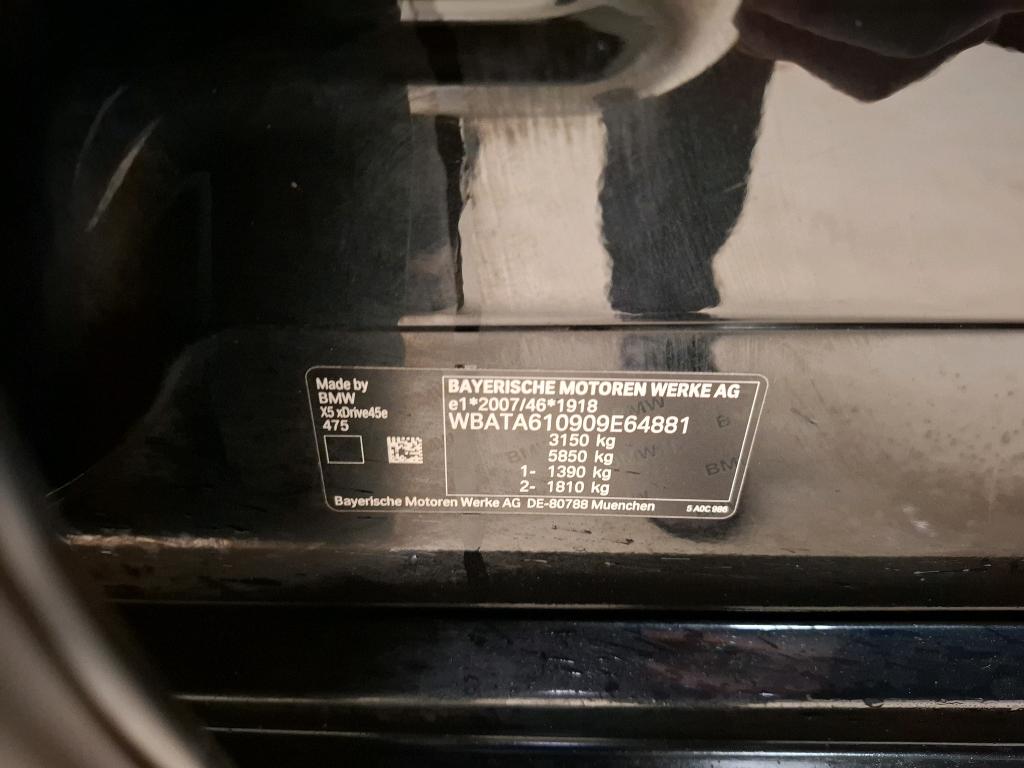 Made by
BMW
X5 xDrive45e
475
BAYERISCHE MOTOREN WERKE AG
e1*2007/46*1918
WBATA610909E64881
3150 kg
5850 kg
1- 1390 kg
2- 1810 kg
Bayerische Motoren Werke AG DE-80788 Muenchen
5 A0C 986